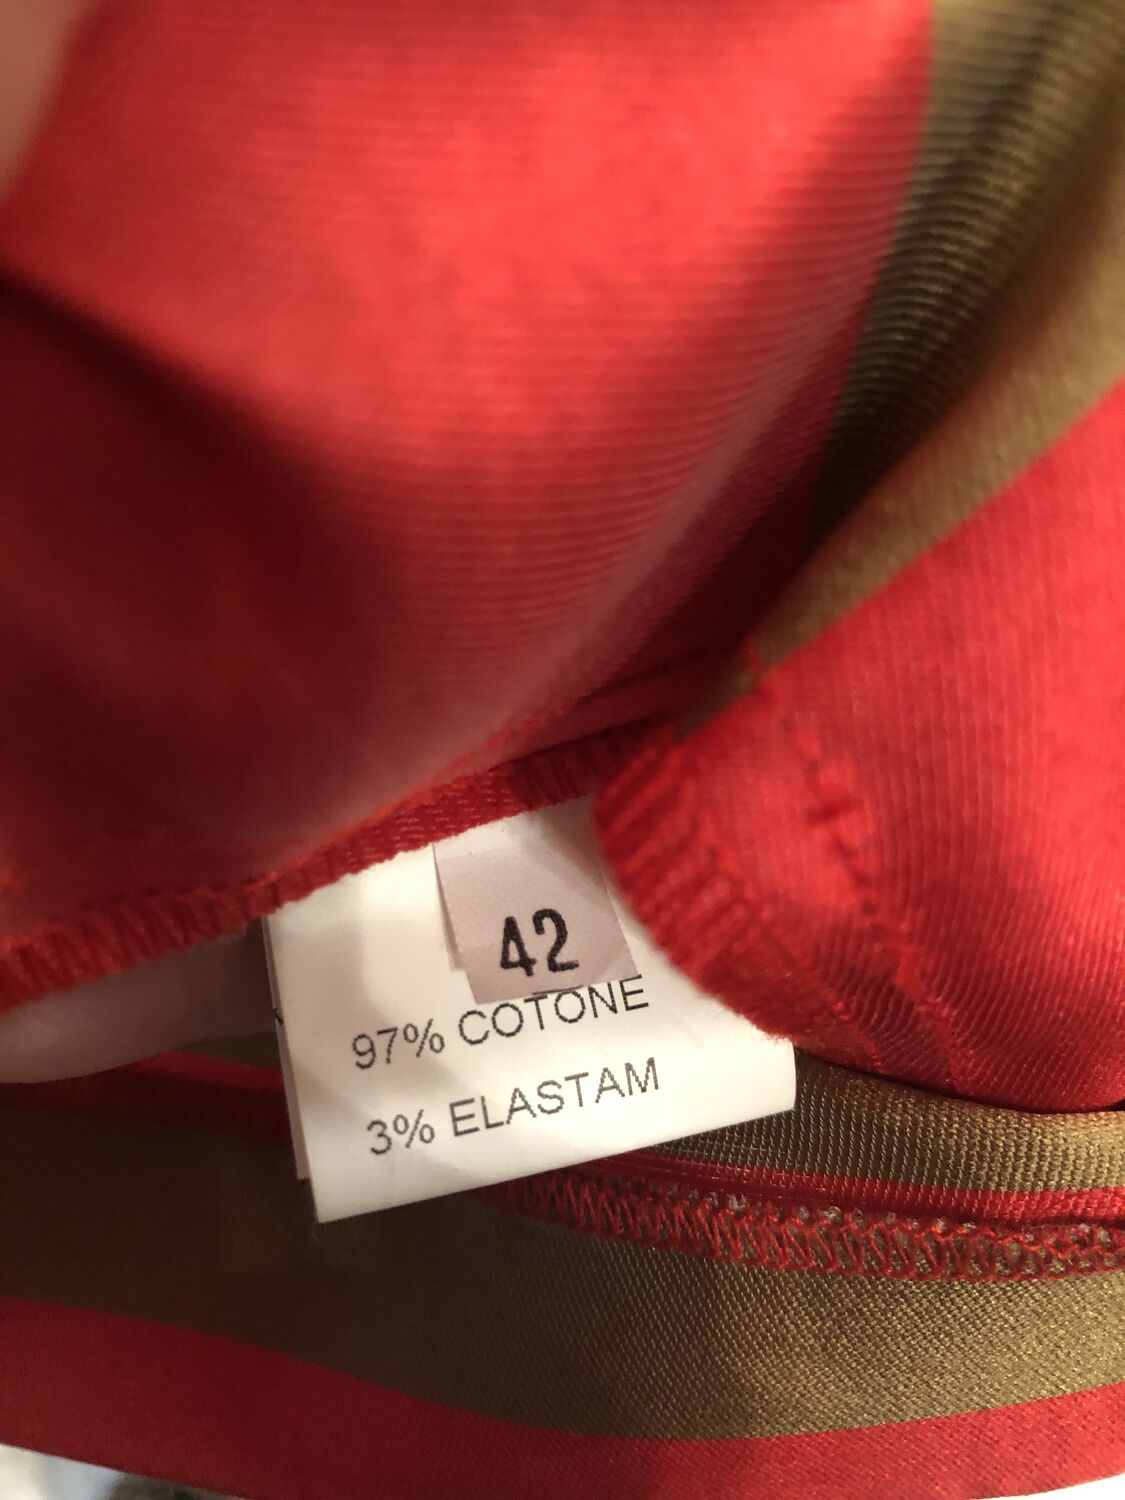 42
97% COTONE
3% ELASTAM